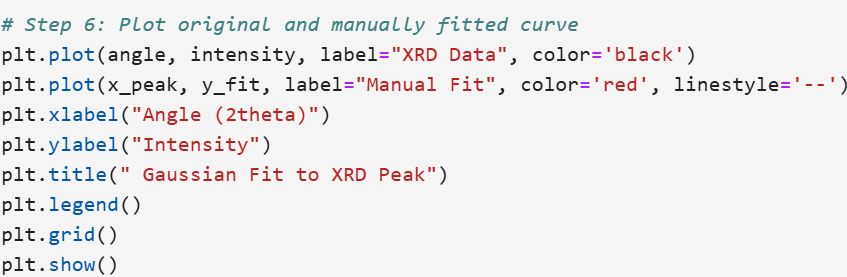 # Step 6: Plot original and manually fitted curve
plt.plot(angle, intensity, label="XRD Data", color='black')
plt.plot(x_peak, y_fit, label="Manual Fit", color='red', linestyle='--')
plt.xlabel("Angle (2theta)")
plt.ylabel("Intensity")
plt.title(" Gaussian Fit to XRD Peak")
plt.legend()
plt.grid()
plt.show()